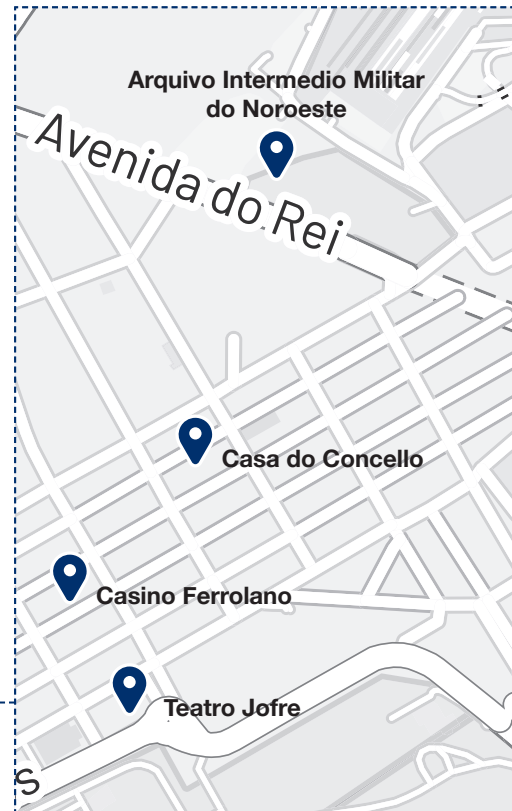 Arquivo Intermedio Militar
do Noroeste
Avenida do Rei
Casa do Concello
Casino Ferrolano
Teatro Jofre
s